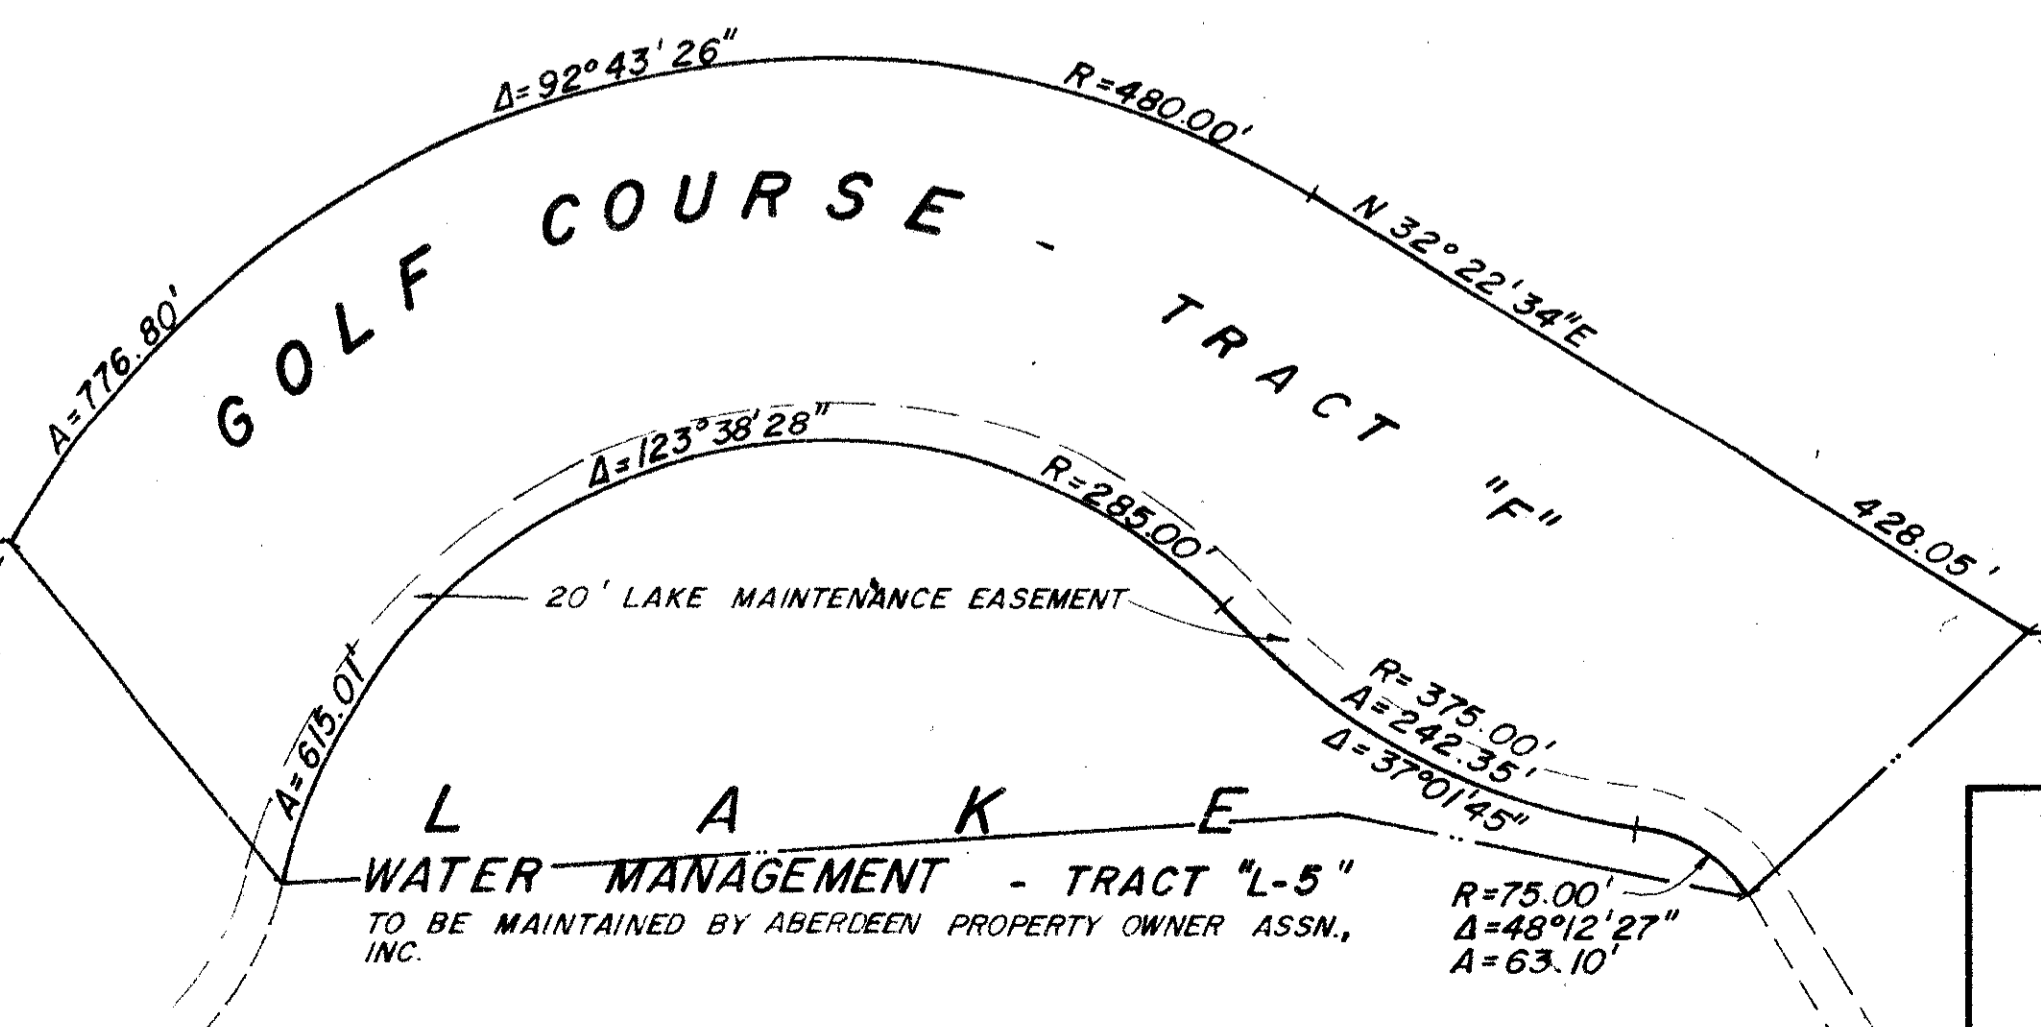 Δ=92°43'26"
R=480.00'
A=776.80'
N 32°22'34"E
428.05'
GOLF COURSE - TRACT "F"
Δ=123°38'28"
R=285.00'
A=615.01'
20' LAKE MAINTENANCE EASEMENT
R=375.00'
A=242.35'
Δ=37°01'45"
LAKE
WATER MANAGEMENT - TRACT "L-5"
TO BE MAINTAINED BY ABERDEEN PROPERTY OWNER ASSN.,
INC.
R=75.00'
Δ=48°12'27"
A=63.10'